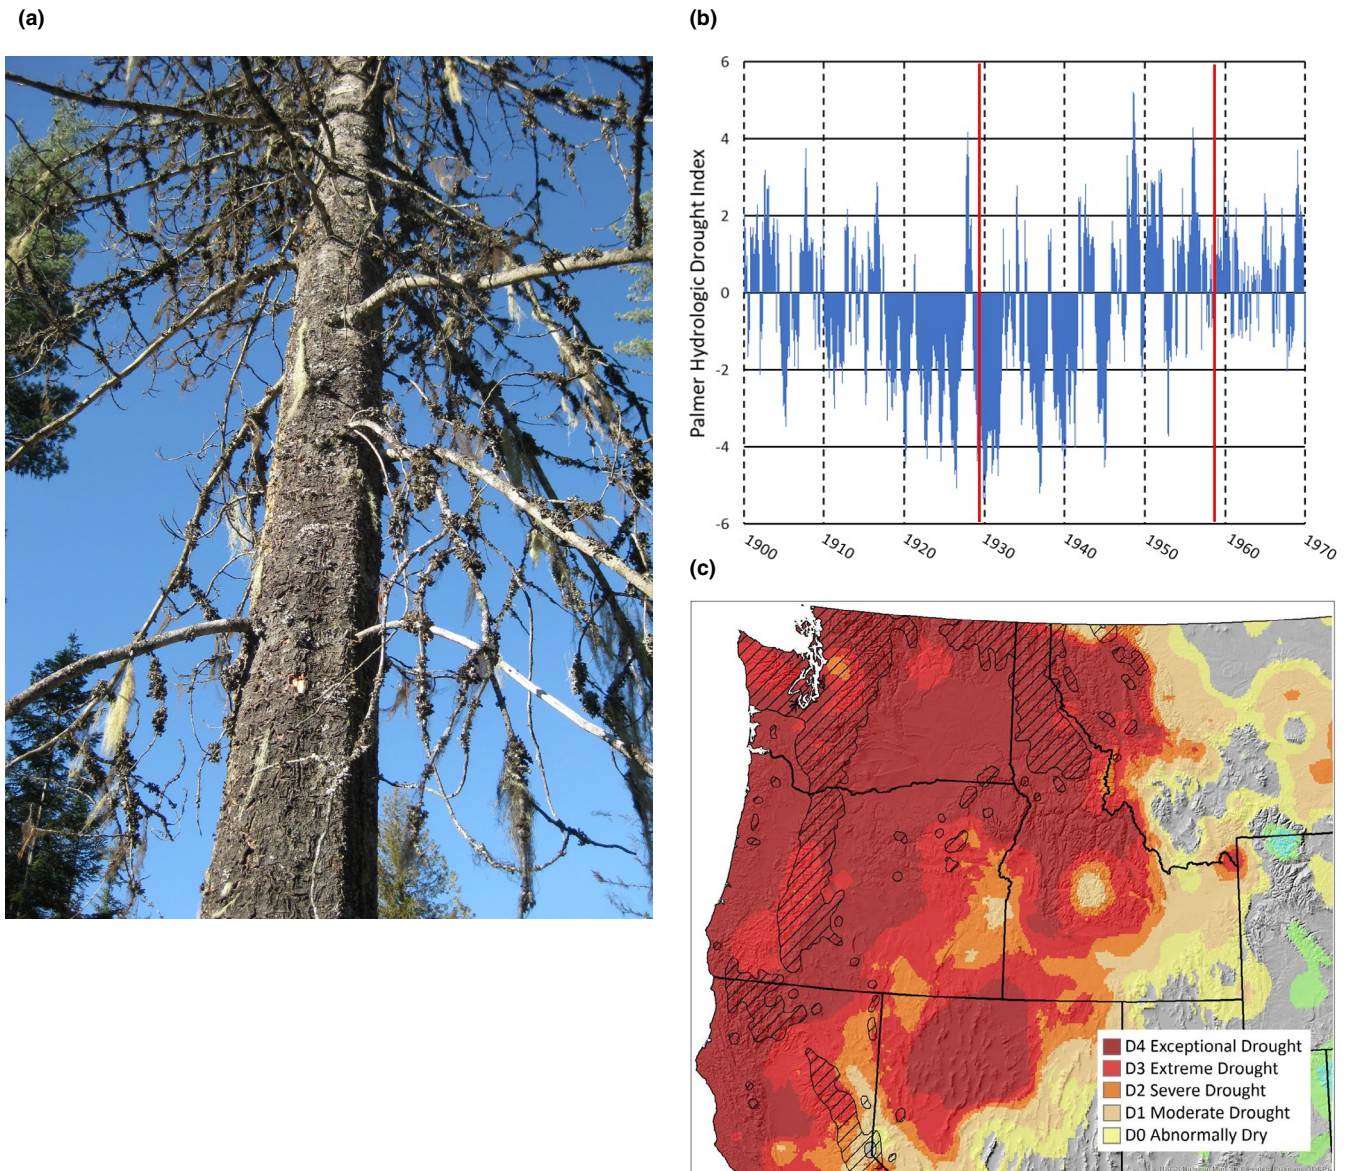 (a)
(b)
6
4
2
0
-2
-4
-6
Palmer Hydrologic Drought Index
1900
1910
1920
1930
1940
1950
1960
1970
(c)
D4 Exceptional Drought
D3 Extreme Drought
D2 Severe Drought
D1 Moderate Drought
D0 Abnormally Dry